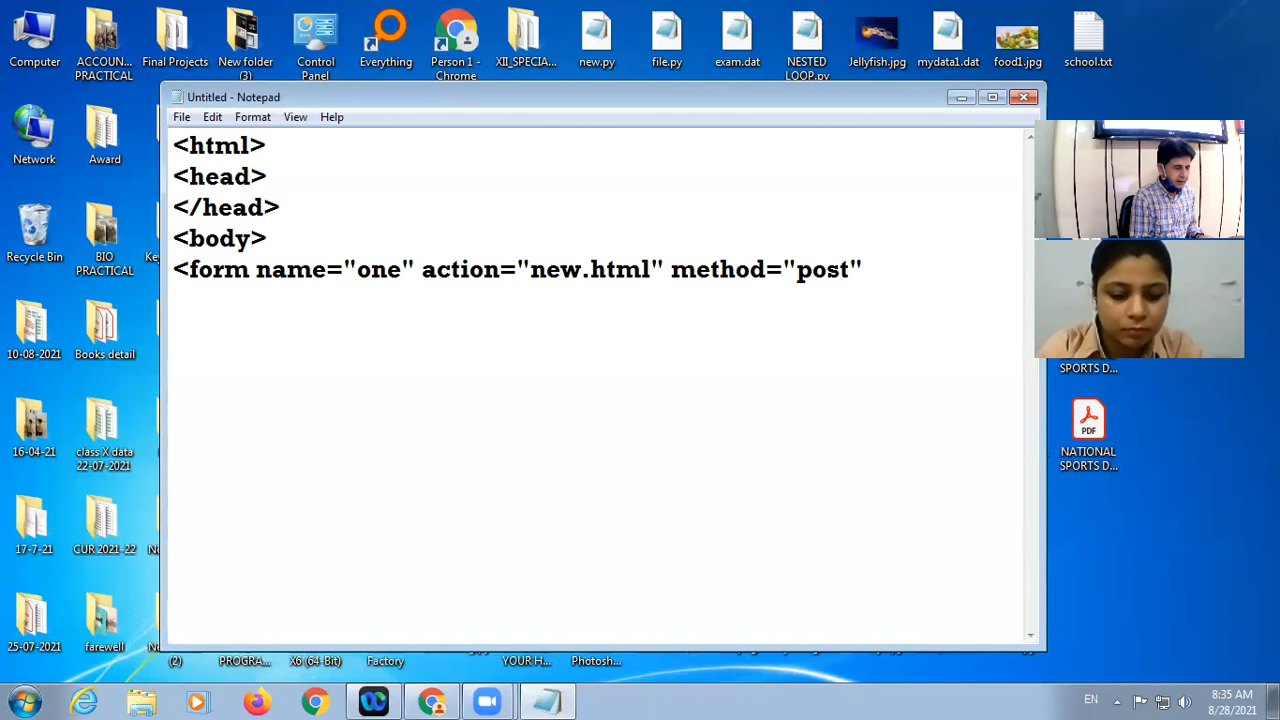 Computer
ACCOUN... PRACTICAL
Final Projects
New folder (3)
Control Panel
Everything
Person 1 - Chrome
XII_SPECIA...
new.py
file.py
exam.dat
NESTED LOOP.py
Jellyfish.jpg
mydata1.dat
food1.jpg
school.txt
Untitled - Notepad
File Edit Format View Help
<html>
<head>
</head>
<body>
<form name="one" action="new.html" method="post"
Network
Award
Recycle Bin
BIO PRACTICAL
10-08-2021
Books detail
16-04-21
class X data 22-07-2021
17-7-21
CUR 2021-22
25-07-2021
farewell
SPORTS D...
PDF
NATIONAL SPORTS D...
(2)
PROGRA...
X6 (64-Bit)
Factory
YOUR H...
Photosh...
EN
8:35 AM
8/28/2021